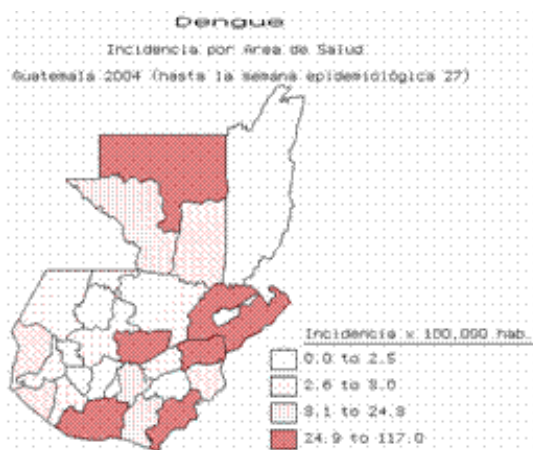 Dengue
Incidencia por Area de Salud
Guatemala 2004 (hasta la semana epidemiológica 27)
Incidencia x 100,000 hab.
0.0 to 2.5
2.6 to 8.0
8.1 to 24.8
24.9 to 117.0